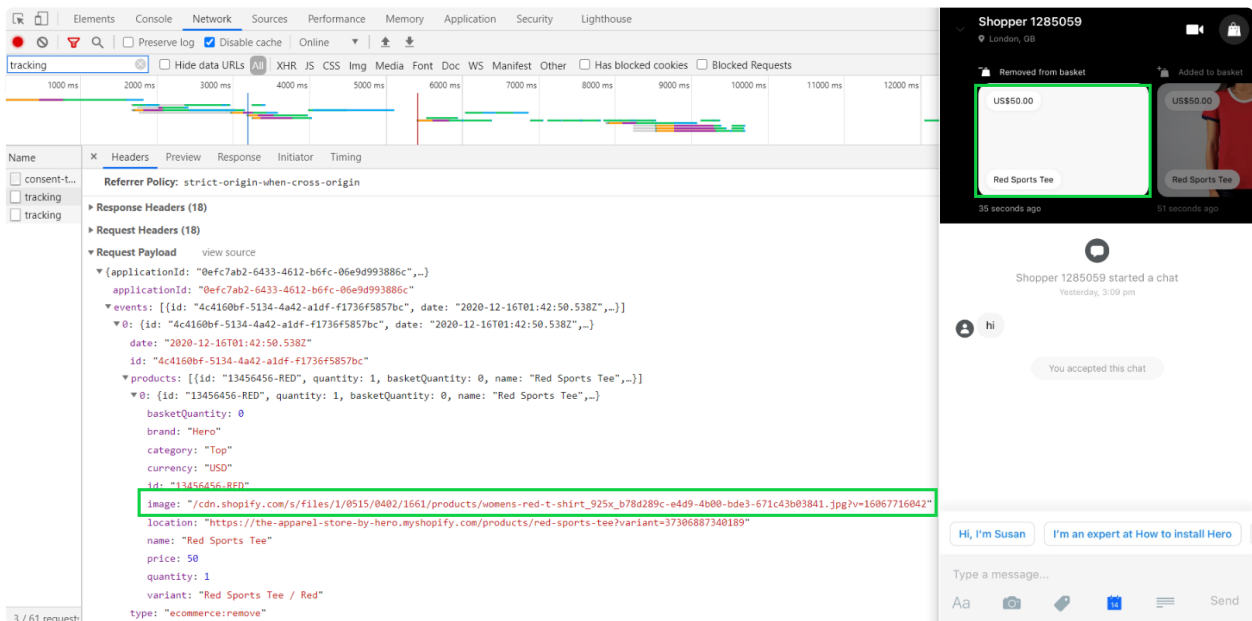 Elements Console Network Sources Performance Memory Application Security Lighthouse
Preserve log Disable cache Online
tracking Hide data URLs All XHR JS CSS Img Media Font Doc WS Manifest Other Has blocked cookies Blocked Requests
1000 ms 2000 ms 3000 ms 4000 ms 5000 ms 6000 ms 7000 ms 8000 ms 9000 ms 10000 ms 11000 ms 12000 ms
Name
consent-t...
tracking
tracking
3 / 61 request
× Headers Preview Response Initiator Timing
Referrer Policy: strict-origin-when-cross-origin
Response Headers (18)
Request Headers (18)
Request Payload view source
{applicationId: "0efc7ab2-6433-4612-b6fc-06e9d993886c",…}
applicationId: "0efc7ab2-6433-4612-b6fc-06e9d993886c"
events: [{id: "4c4160bf-5134-4a42-a1df-f1736f5857bc", date: "2020-12-16T01:42:50.538Z",…}]
0: {id: "4c4160bf-5134-4a42-a1df-f1736f5857bc", date: "2020-12-16T01:42:50.538Z",…}
date: "2020-12-16T01:42:50.538Z"
id: "4c4160bf-5134-4a42-a1df-f1736f5857bc"
products: [{id: "13456456-RED", quantity: 1, basketQuantity: 0, name: "Red Sports Tee",…}]
0: {id: "13456456-RED", quantity: 1, basketQuantity: 0, name: "Red Sports Tee",…}
basketQuantity: 0
brand: "Hero"
category: "Top"
currency: "USD"
id: "13456456-RED"
image: "/cdn.shopify.com/s/files/1/0515/0402/1661/products/womens-red-t-shirt_925x_b78d289c-e4d9-4b00-bde3-671c43b03841.jpg?v=16067716042"
location: "https://the-apparel-store-by-hero.myshopify.com/products/red-sports-tee?variant=37306887340189"
name: "Red Sports Tee"
price: 50
quantity: 1
variant: "Red Sports Tee / Red"
type: "ecommerce:remove"
Shopper 1285059
London, GB
Removed from basket Added to basket
US$50.00 US$50.00
Red Sports Tee Red Sports Tee
35 seconds ago 51 seconds ago
Shopper 1285059 started a chat
Yesterday, 3:09 pm
hi
You accepted this chat
Hi, I'm Susan I'm an expert at How to install Hero
Type a message...
Aa 14 Send